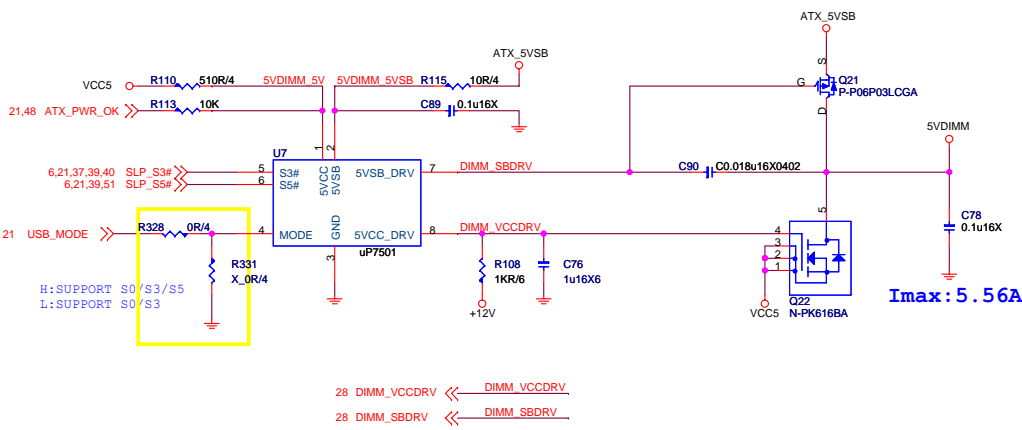 ATX_5VSB
ATX_5VSB
VCC5 R110 510R/4 5VDIMM_5V 5VDIMM_5VSB R115 10R/4
S
G Q21
P-P06P03LCGA
D
21,48 ATX_PWR_OK R113 10K C89 0.1u16X
5VDIMM
U7 1 2
6,21,37,39,40 SLP_S3# 5 S3# 5VCC 5VSB 5VSB_DRV 7 DIMM_SBDRV C90 C0.018u16X0402
6,21,39,51 SLP_S5# 6 S5#
5 C78
0.1u16X
21 USB_MODE R328 0R/4 4 MODE GND 5VCC_DRV 8 DIMM_VCCDRV 4
3
2
1
3 uP7501
R331
X_0R/4
R108
1KR/6
C76
1u16X6
H:SUPPORT S0/S3/S5
L:SUPPORT S0/S3
+12V
VCC5
Q22
N-PK616BA
Imax:5.56A
28 DIMM_VCCDRV DIMM_VCCDRV
28 DIMM_SBDRV DIMM_SBDRV